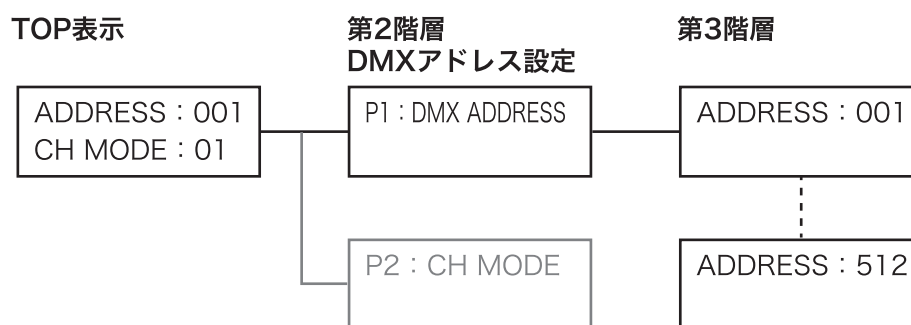 TOP表示
第2階層
DMXアドレス設定
第3階層
ADDRESS：001
CH MODE：01
P1：DMX ADDRESS
ADDRESS：001
P2：CH MODE
ADDRESS：512